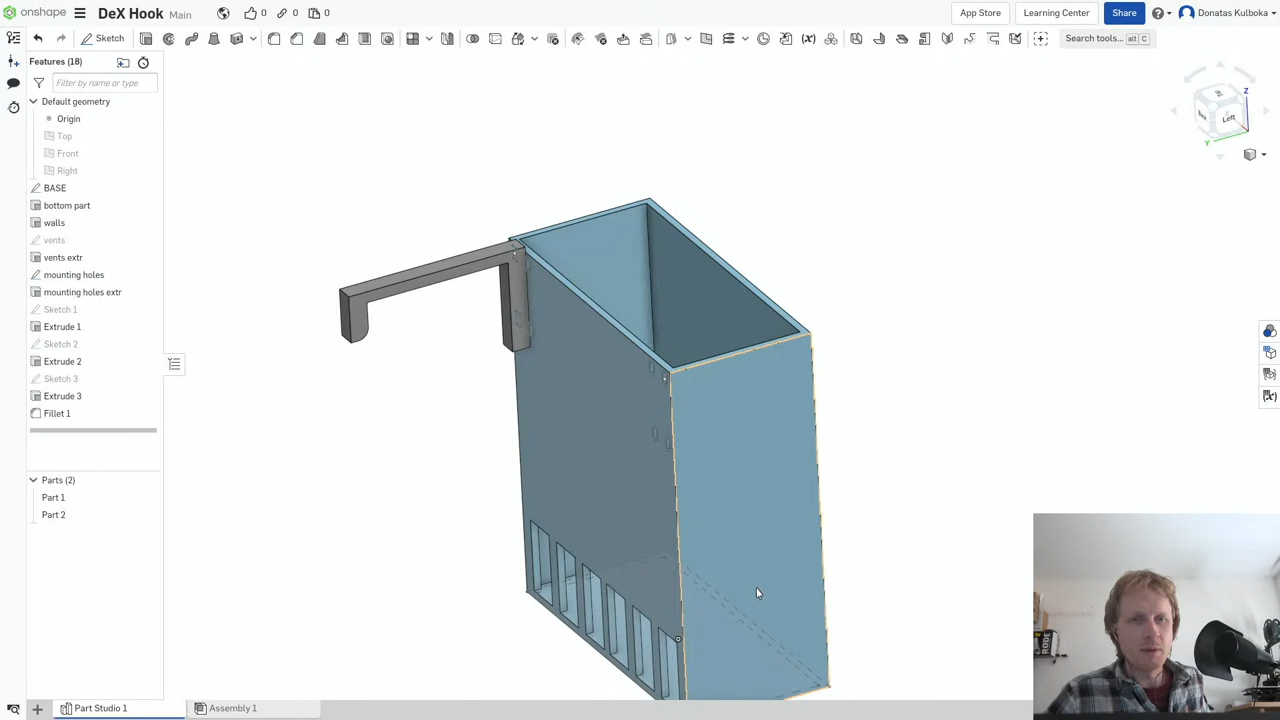 onshape DeX Hook Main 0 0 0 App Store Learning Center Share Donatas Kulboka
Sketch Search tools... alt C
Features (18)
Filter by name or type
Default geometry
Origin
Top
Front
Right
BASE
bottom part
walls
vents
vents extr
mounting holes
mounting holes extr
Sketch 1
Extrude 1
Sketch 2
Extrude 2
Sketch 3
Extrude 3
Fillet 1
Parts (2)
Part 1
Part 2
Z
Left
Y
RØDE
Part Studio 1 Assembly 1